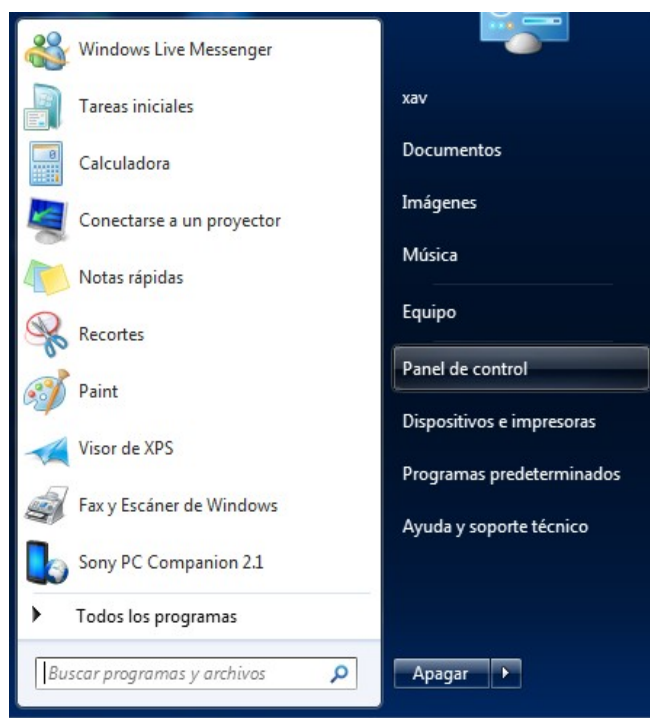 Windows Live Messenger
Tareas iniciales
Calculadora
Conectarse a un proyector
Notas rápidas
Recortes
Paint
Visor de XPS
Fax y Escáner de Windows
Sony PC Companion 2.1
Todos los programas
Buscar programas y archivos
xav
Documentos
Imágenes
Música
Equipo
Panel de control
Dispositivos e impresoras
Programas predeterminados
Ayuda y soporte técnico
Apagar